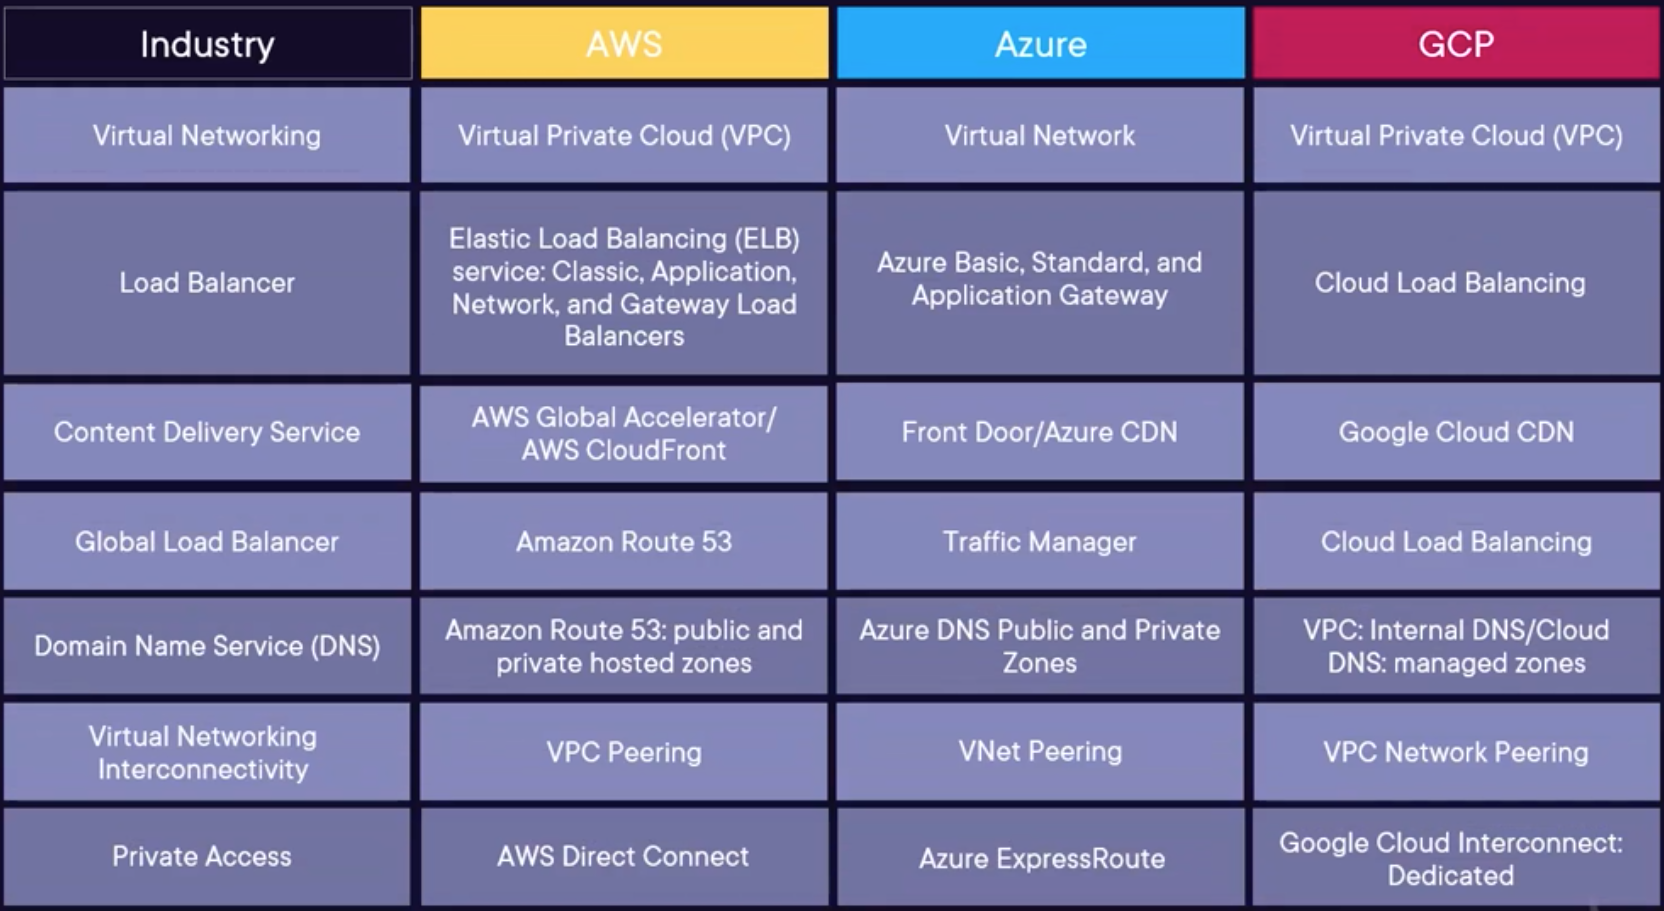 Industry
AWS
Azure
GCP
Virtual Networking
Virtual Private Cloud (VPC)
Virtual Network
Virtual Private Cloud (VPC)
Load Balancer
Elastic Load Balancing (ELB)
service: Classic, Application,
Network, and Gateway Load
Balancers
Azure Basic, Standard, and
Application Gateway
Cloud Load Balancing
Content Delivery Service
AWS Global Accelerator/
AWS CloudFront
Front Door/Azure CDN
Google Cloud CDN
Global Load Balancer
Amazon Route 53
Traffic Manager
Cloud Load Balancing
Domain Name Service (DNS)
Amazon Route 53: public and
private hosted zones
Azure DNS Public and Private
Zones
VPC: Internal DNS/Cloud
DNS: managed zones
Virtual Networking
Interconnectivity
VPC Peering
VNet Peering
VPC Network Peering
Private Access
AWS Direct Connect
Azure ExpressRoute
Google Cloud Interconnect:
Dedicated